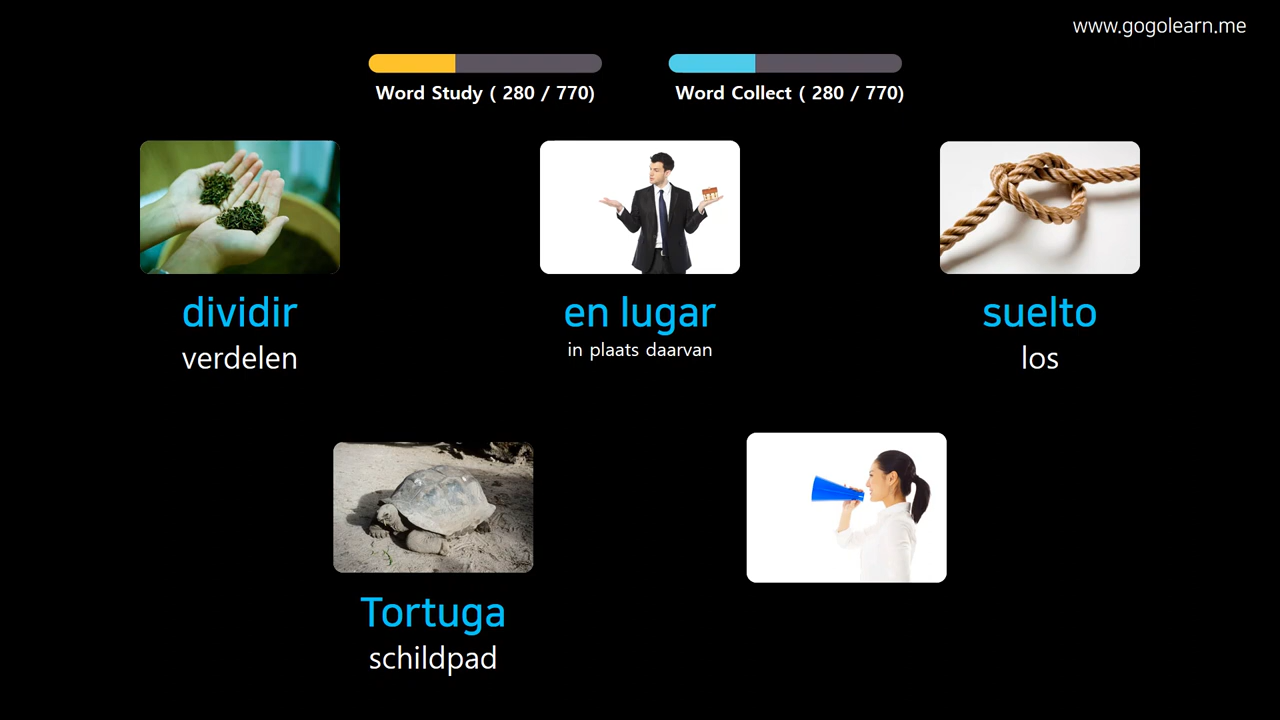 www.gogolearn.me
Word Study ( 280 / 770)
Word Collect ( 280 / 770)
dividir
verdelen
en lugar
in plaats daarvan
suelto
los
Tortuga
schildpad